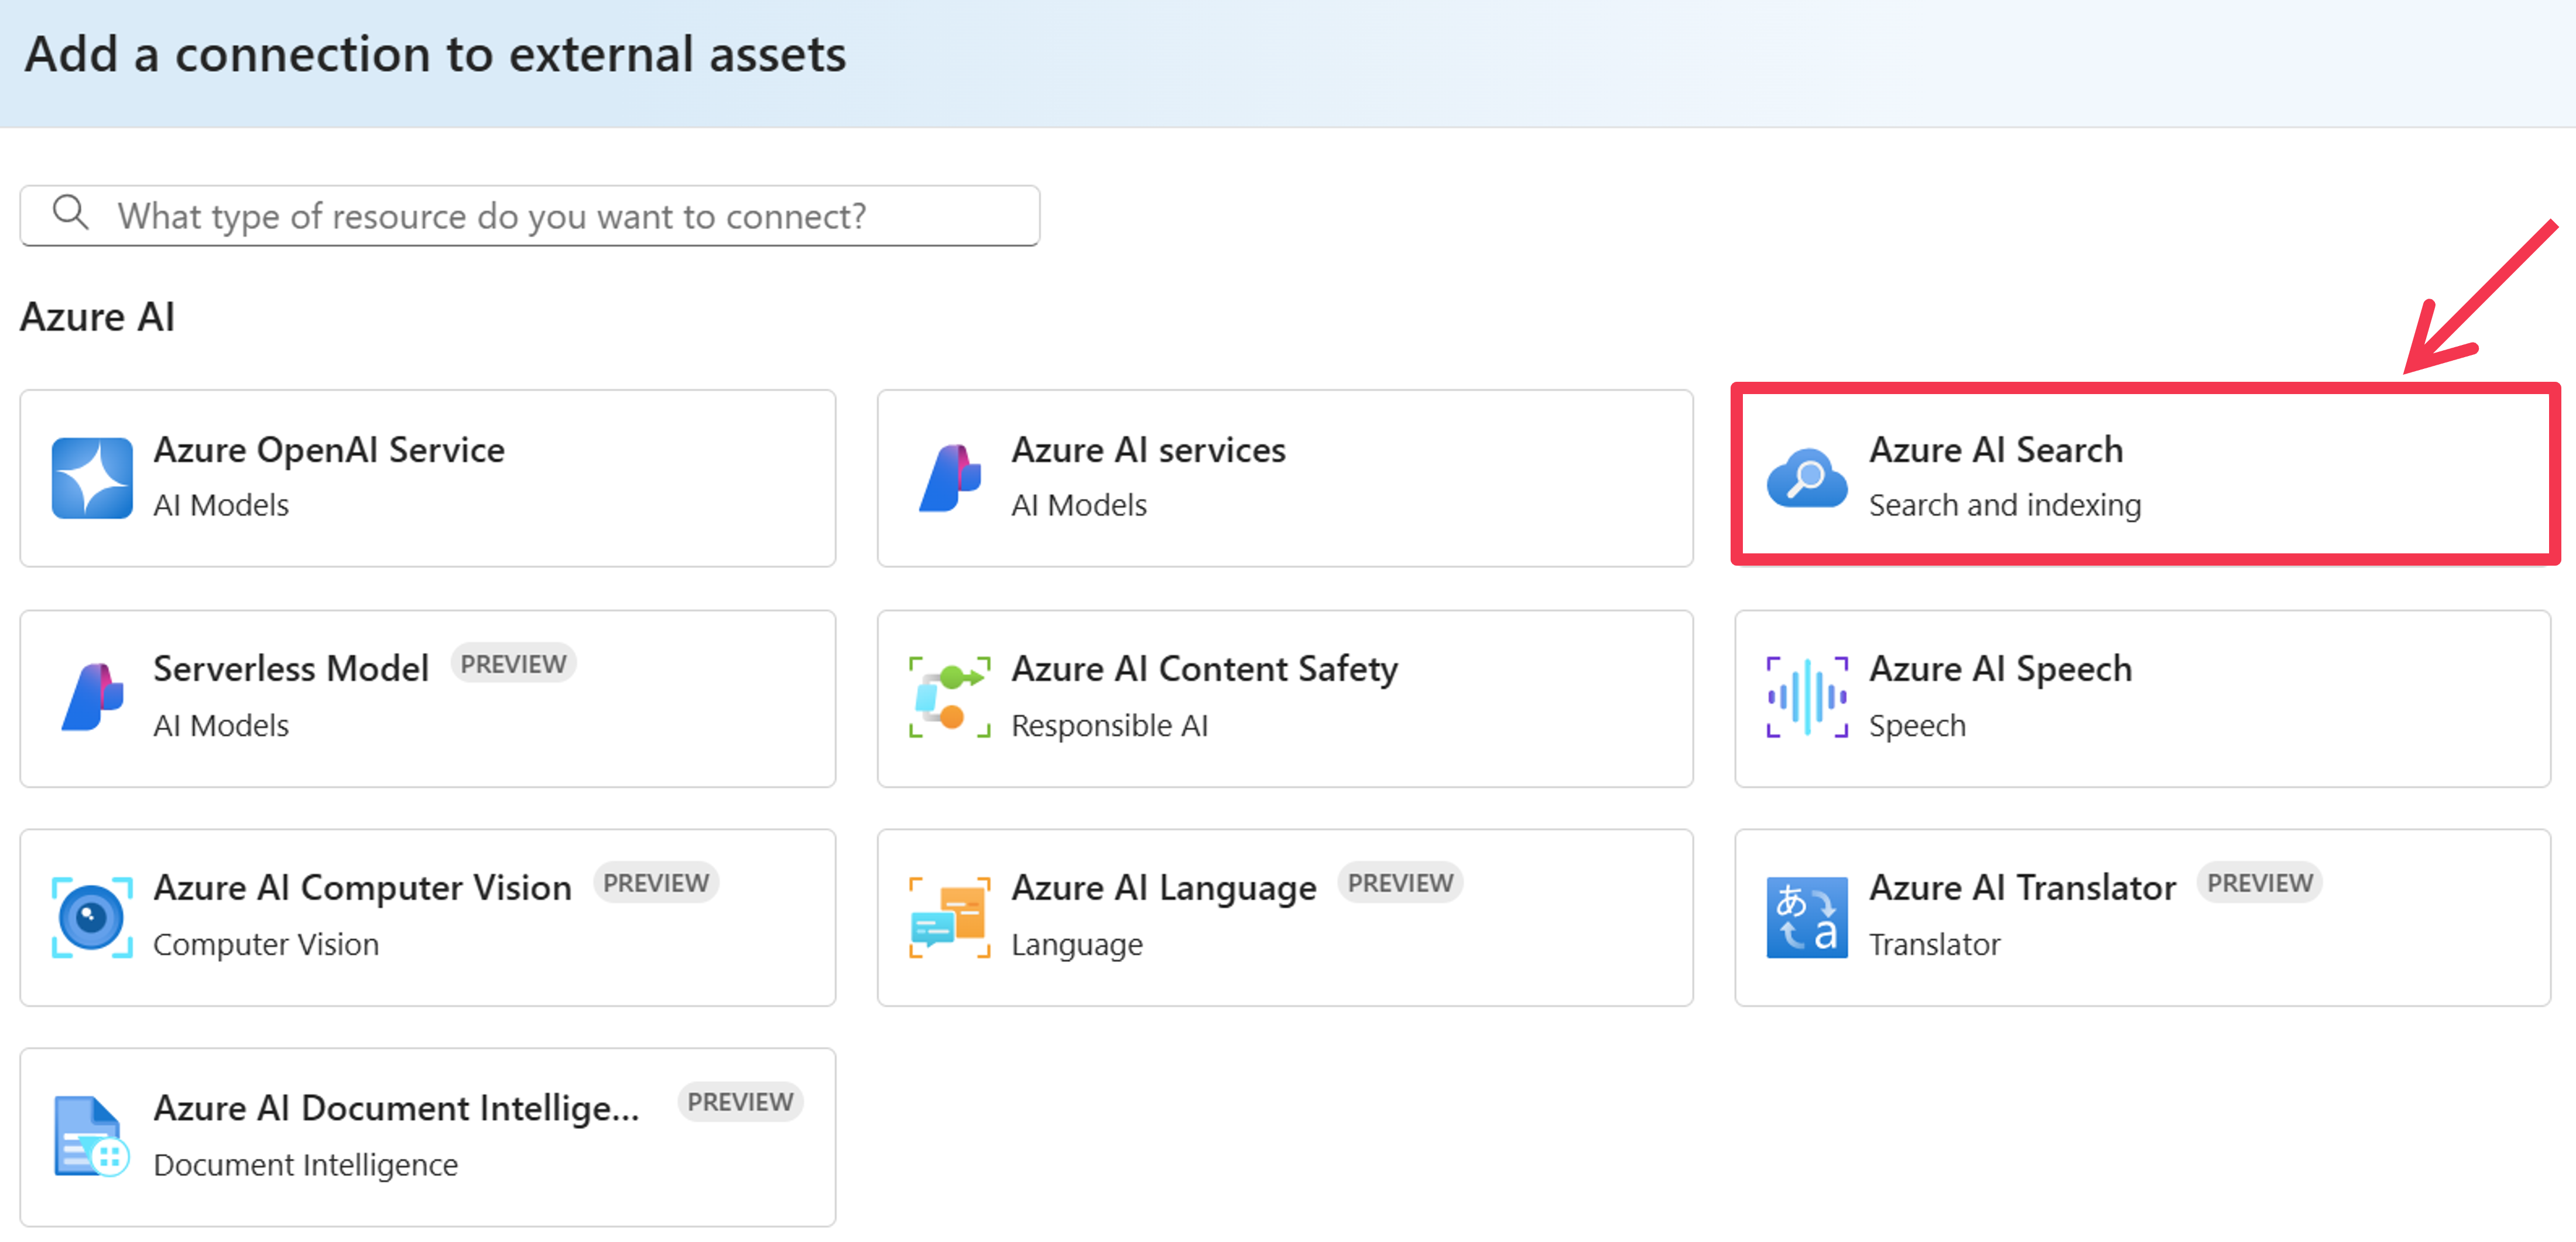 Add a connection to external assets
What type of resource do you want to connect?
Azure AI
Azure OpenAI Service
AI Models
Azure AI services
AI Models
Azure AI Search
Search and indexing
Serverless Model PREVIEW
AI Models
Azure AI Content Safety
Responsible AI
Azure AI Speech
Speech
Azure AI Computer Vision PREVIEW
Computer Vision
Azure AI Language PREVIEW
Language
あ
a
Azure AI Translator PREVIEW
Translator
Azure AI Document Intellige... PREVIEW
Document Intelligence